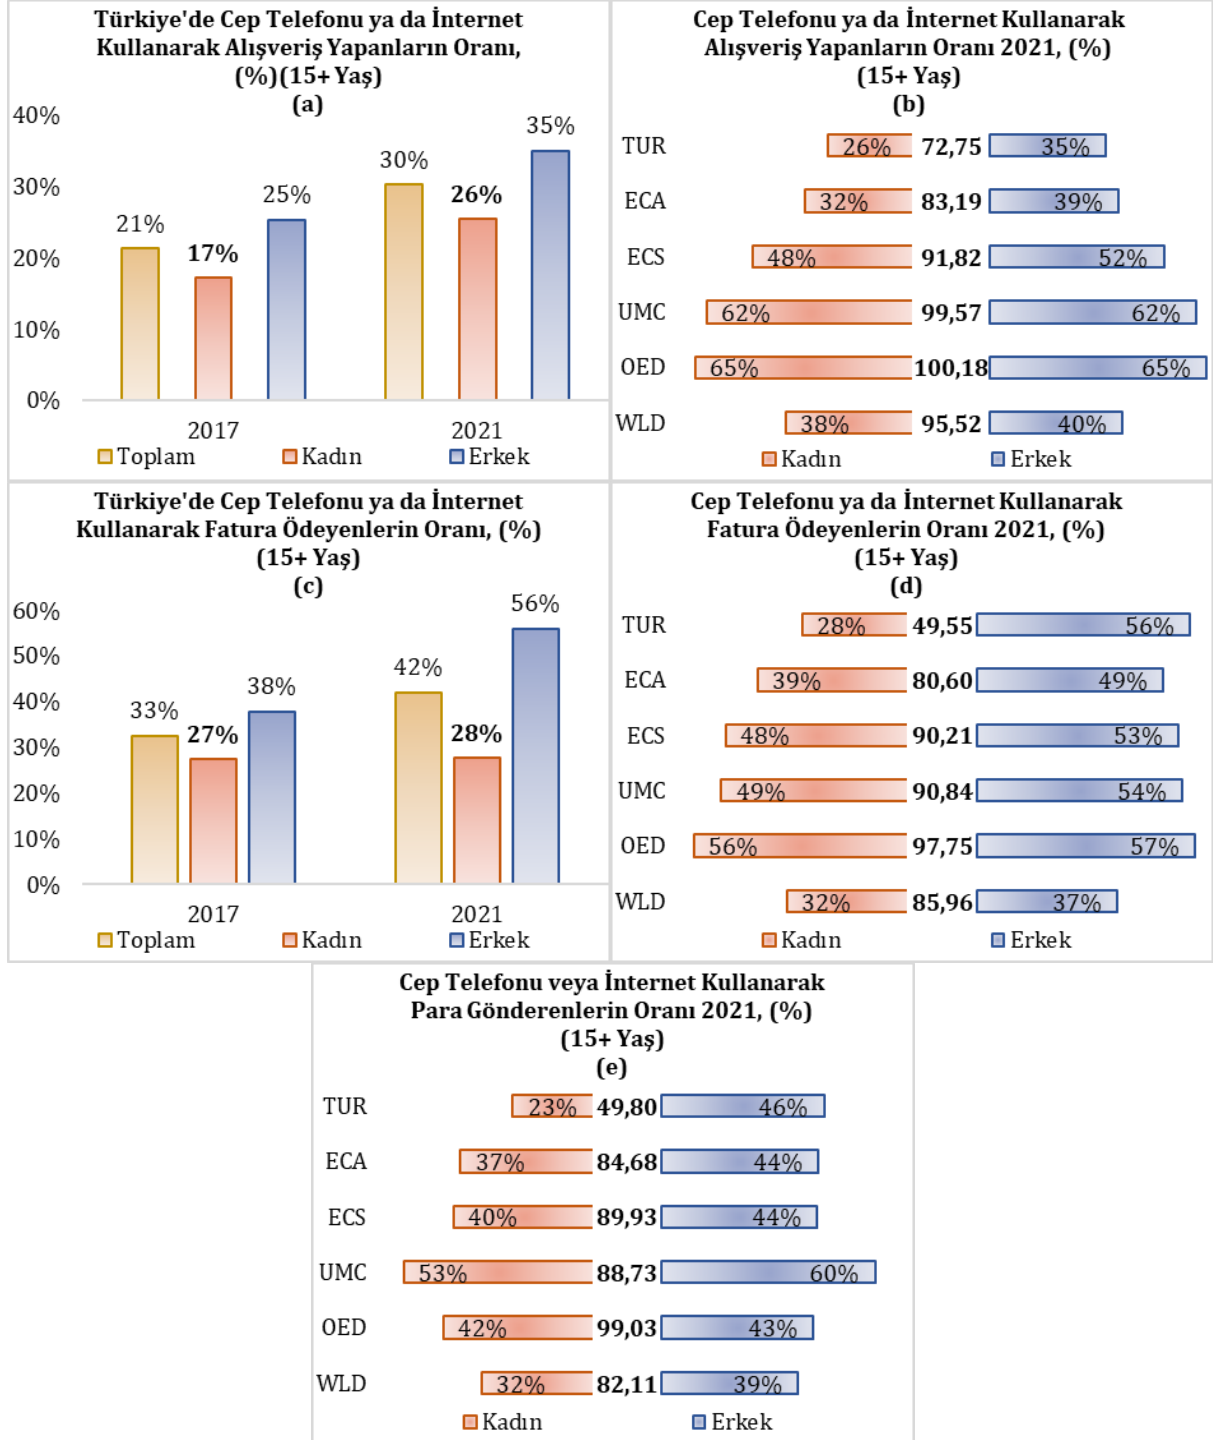 Türkiye'de Cep Telefonu ya da İnternet
Kullanarak Alışveriş Yapanların Oranı,
(%)(15+ Yaş)
(a)
40%
30%
20%
10%
0%
21%
17%
25%
30%
26%
35%
2017
2021
Toplam
Kadın
Erkek
Cep Telefonu ya da İnternet Kullanarak
Alışveriş Yapanların Oranı 2021, (%)
(15+ Yaş)
(b)
TUR 26% 72,75 35%
ECA 32% 83,19 39%
ECS 48% 91,82 52%
UMC 62% 99,57 62%
OED 65% 100,18 65%
WLD 38% 95,52 40%
Kadın
Erkek
Türkiye'de Cep Telefonu ya da İnternet
Kullanarak Fatura Ödeyenlerin Oranı, (%)
(15+ Yaş)
(c)
60%
50%
40%
30%
20%
10%
0%
33%
27%
38%
42%
28%
56%
2017
2021
Toplam
Kadın
Erkek
Cep Telefonu ya da İnternet Kullanarak
Fatura Ödeyenlerin Oranı 2021, (%)
(15+ Yaş)
(d)
TUR 28% 49,55 56%
ECA 39% 80,60 49%
ECS 48% 90,21 53%
UMC 49% 90,84 54%
OED 56% 97,75 57%
WLD 32% 85,96 37%
Kadın
Erkek
Cep Telefonu veya İnternet Kullanarak
Para Gönderenlerin Oranı 2021, (%)
(15+ Yaş)
(e)
TUR 23% 49,80 46%
ECA 37% 84,68 44%
ECS 40% 89,93 44%
UMC 53% 88,73 60%
OED 42% 99,03 43%
WLD 32% 82,11 39%
Kadın
Erkek